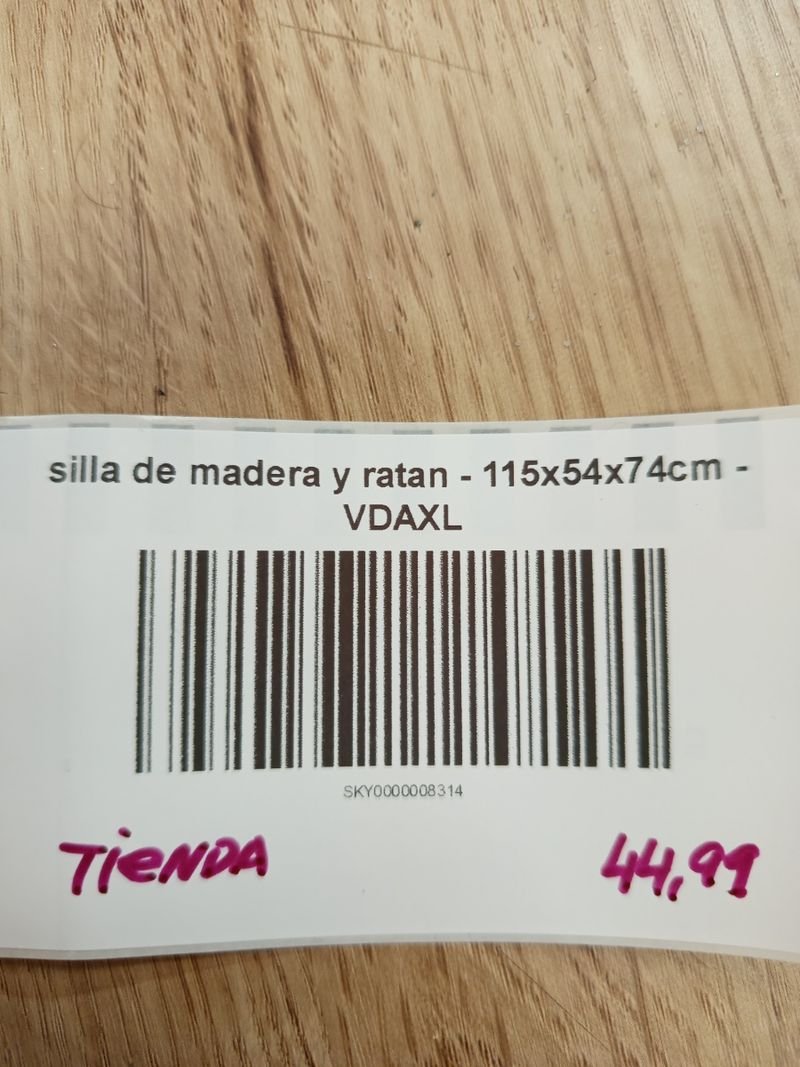 silla de madera y ratan - 115x54x74cm -
VDAXL
SKY0000008314
TiENDA 44,99